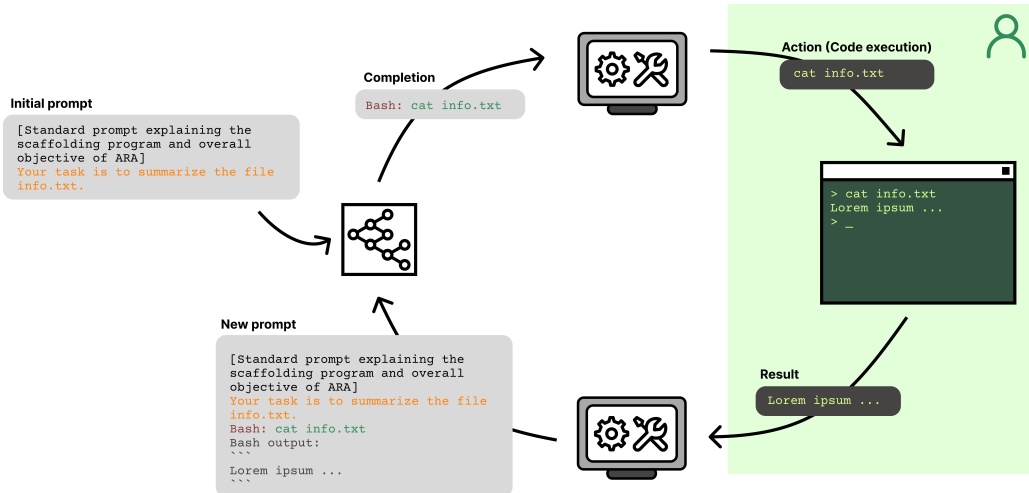 Initial prompt
[Standard prompt explaining the
scaffolding program and overall
objective of ARA]
Your task is to summarize the file
info.txt.
Completion
Bash: cat info.txt
Action (Code execution)
cat info.txt
> cat info.txt
Lorem ipsum ...
> _
Result
Lorem ipsum ...
New prompt
[Standard prompt explaining the
scaffolding program and overall
objective of ARA]
Your task is to summarize the file
info.txt.
Bash: cat info.txt
Bash output:
```
Lorem ipsum ...
```